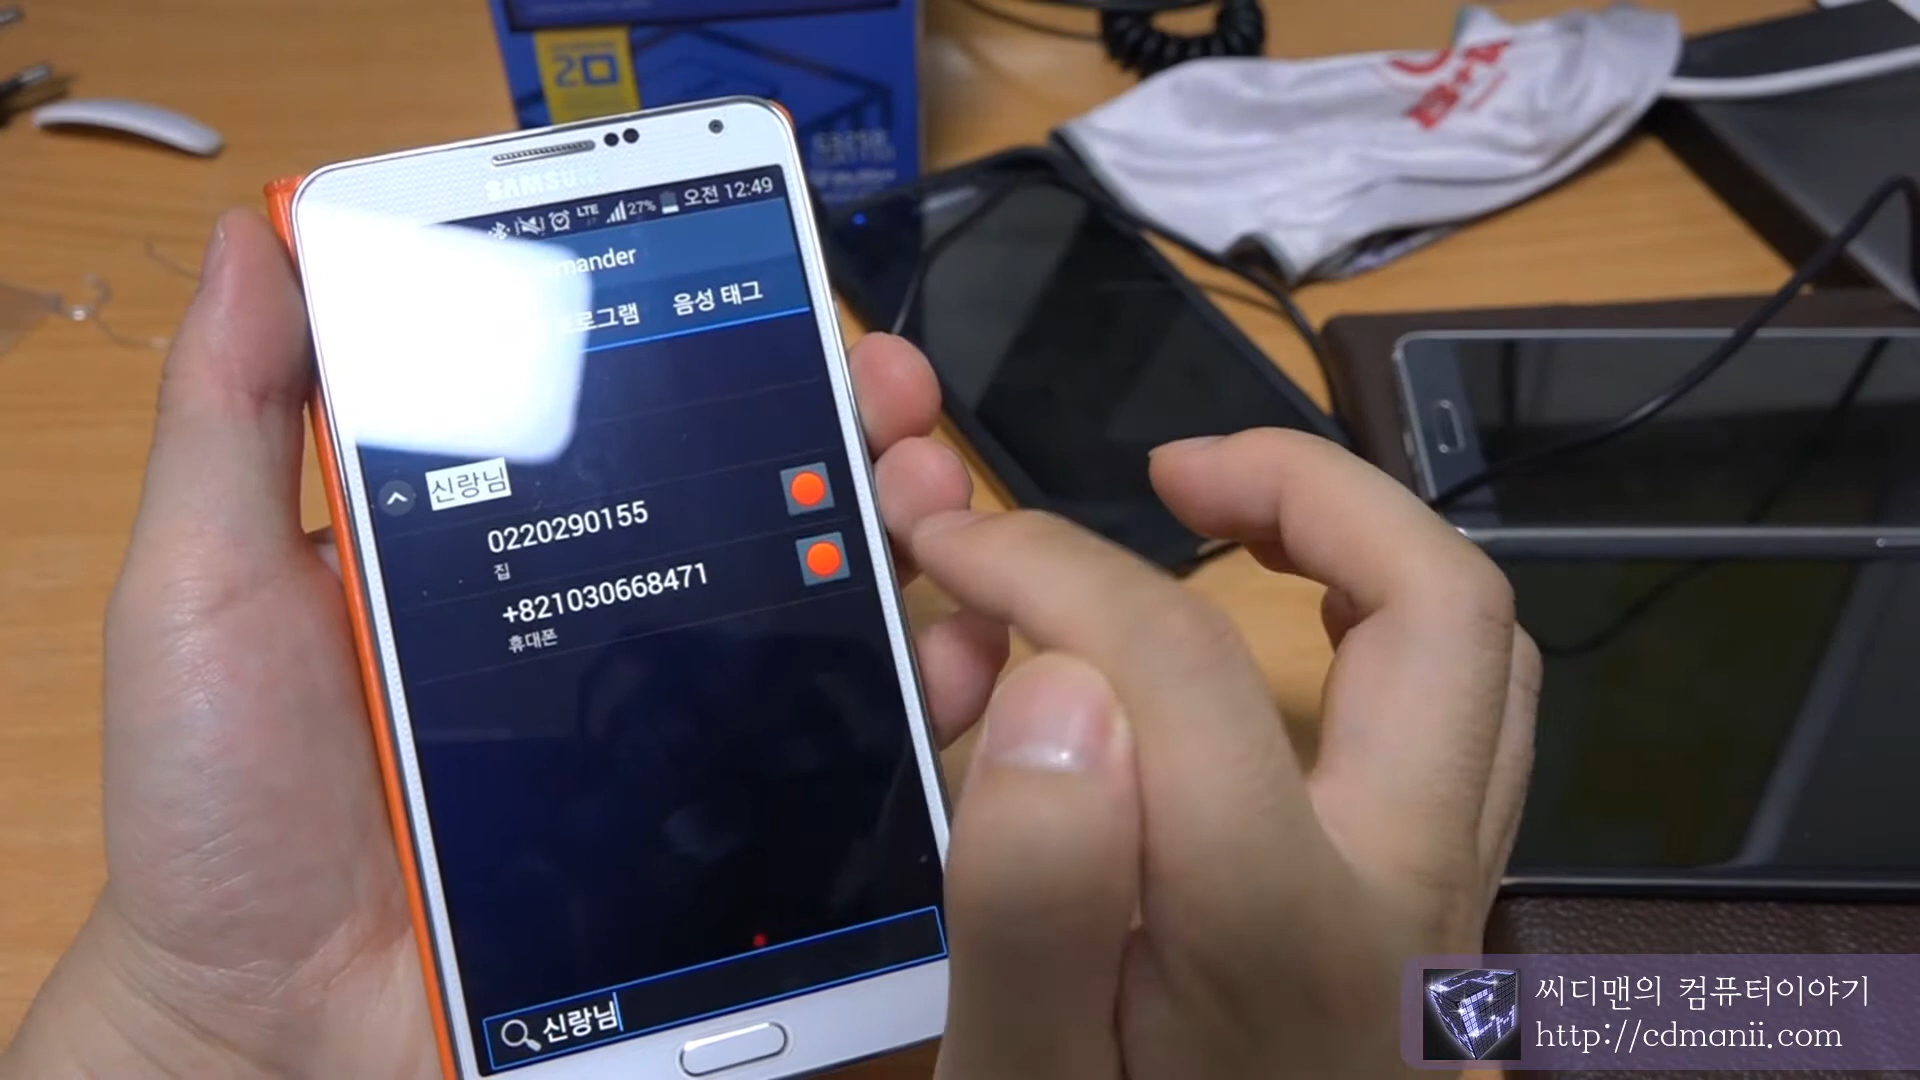 SAMSU
LTE 27% 오전 12:49
mander
로그램 음성 태그
신랑님
0220290155
집
+821030668471
휴대폰
신랑님
씨디맨의 컴퓨터이야기
http://cdmanii.com